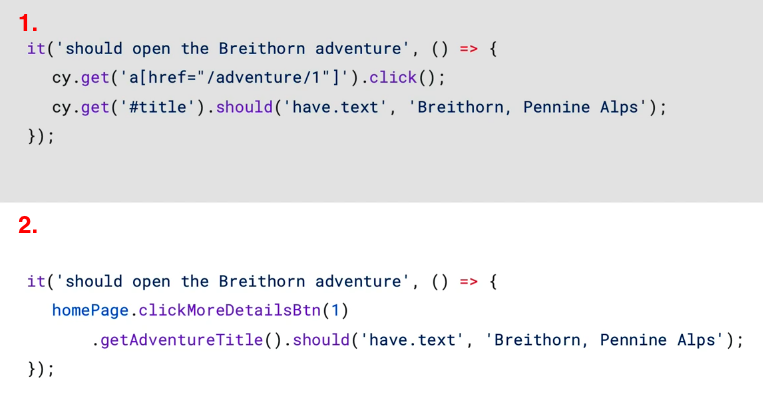 1.
it('should open the Breithorn adventure', () => {
cy.get('a[href="/adventure/1"]').click();
cy.get('#title').should('have.text', 'Breithorn, Pennine Alps');
});
2.
it('should open the Breithorn adventure', () => {
homePage.clickMoreDetailsBtn(1)
.getAdventureTitle().should('have.text', 'Breithorn, Pennine Alps');
});